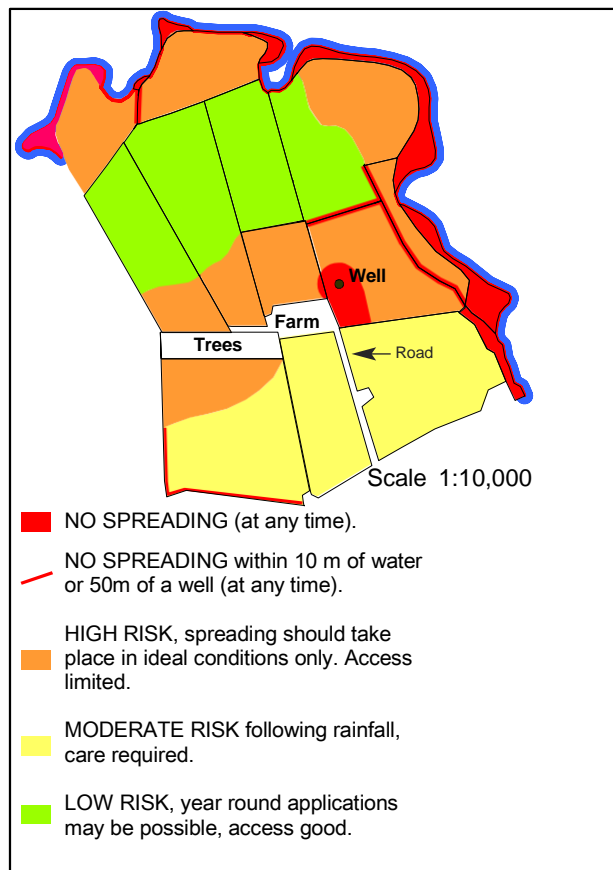 Well
Farm
Trees
Road
Scale 1:10,000
NO SPREADING (at any time).
NO SPREADING within 10 m of water
or 50m of a well (at any time).
HIGH RISK, spreading should take
place in ideal conditions only. Access
limited.
MODERATE RISK following rainfall,
care required.
LOW RISK, year round applications
may be possible, access good.